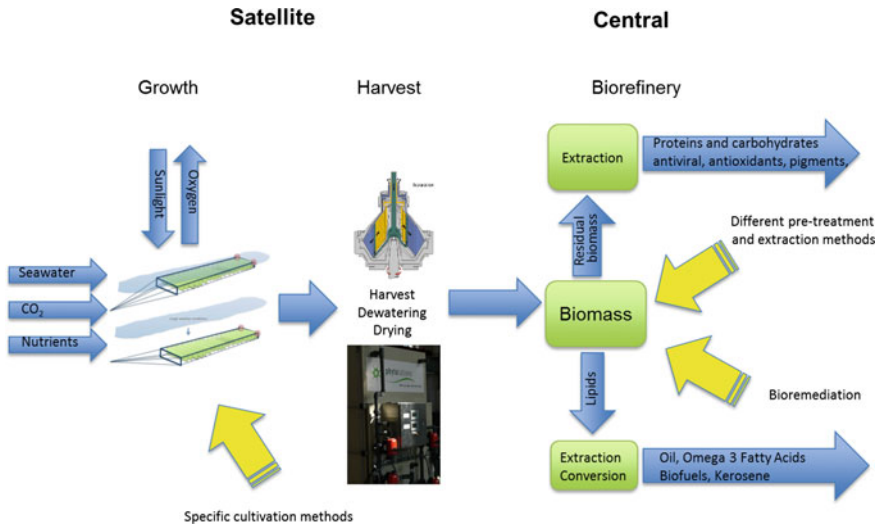 Satellite
Central
Growth
Harvest
Biorefinery
Sunlight
Oxygen
Seawater
CO₂
Nutrients
Harvest
Dewatering
Drying
Extraction
Proteins and carbohydrates
antiviral, antioxidants, pigments,
Residual
biomass
Different pre-treatment
and extraction methods
Biomass
Lipids
Bioremediation
Extraction
Conversion
Oil, Omega 3 Fatty Acids
Biofuels, Kerosene
Specific cultivation methods